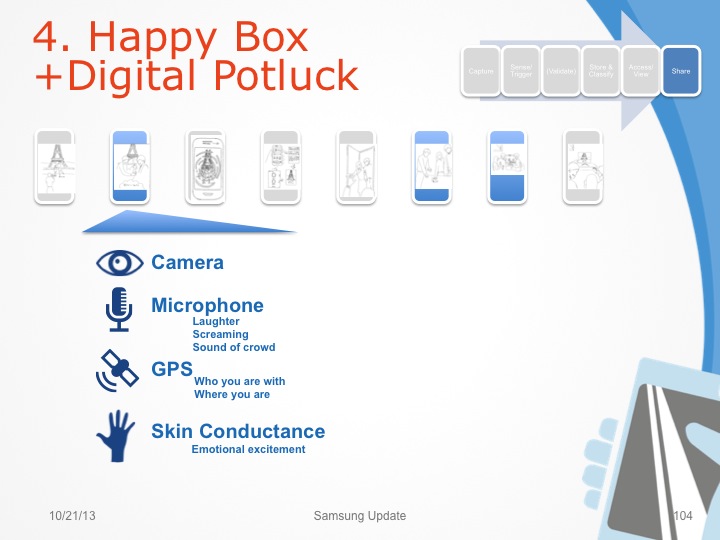 4. Happy Box
+Digital Potluck
Capture
Sensor
Trigger
(Validate)
Store &
Classify
Access/
View
Share
Camera
Microphone
Laughter
Screaming
Sound of crowd
GPS
Who you are with
Where you are
Skin Conductance
Emotional excitement
10/21/13
Samsung Update
104